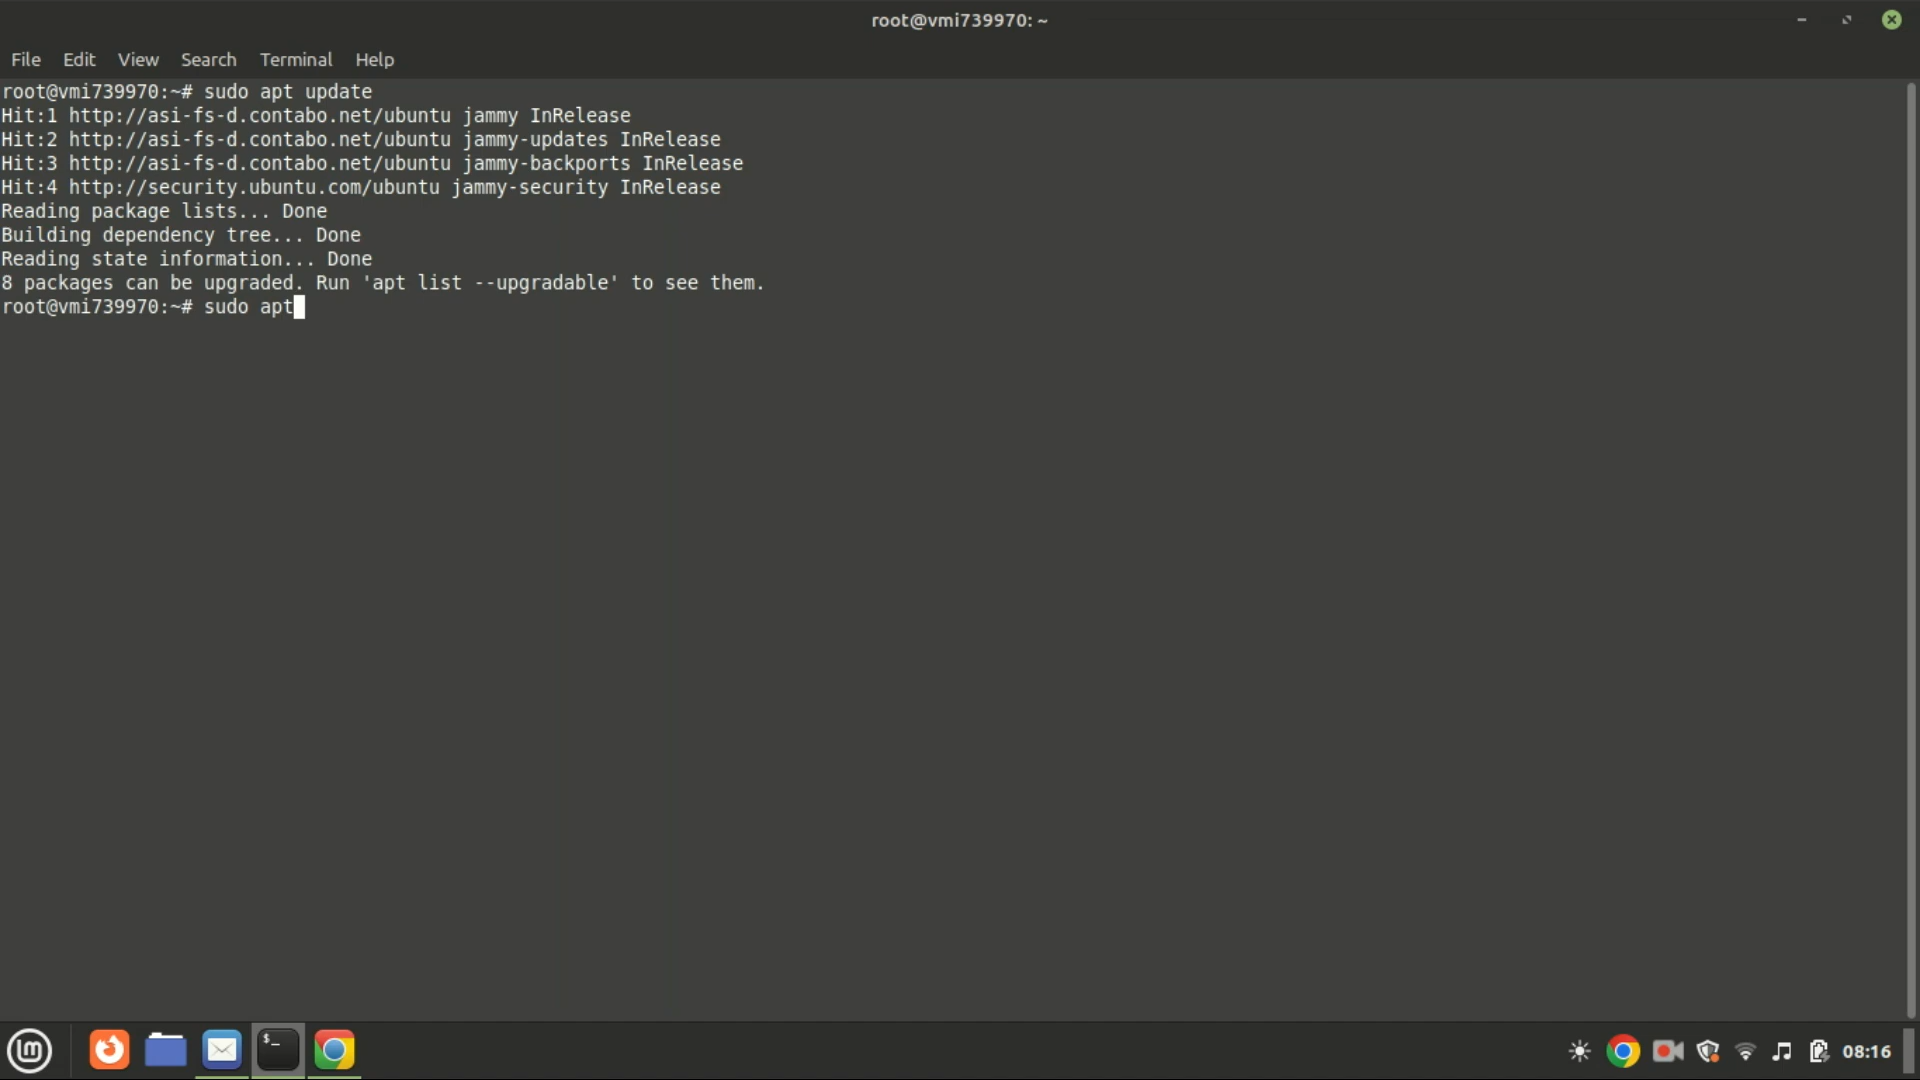 root@vmi739970: ~
File Edit View Search Terminal Help
root@vmi739970:~# sudo apt update
Hit:1 http://asi-fs-d.contabo.net/ubuntu jammy InRelease
Hit:2 http://asi-fs-d.contabo.net/ubuntu jammy-updates InRelease
Hit:3 http://asi-fs-d.contabo.net/ubuntu jammy-backports InRelease
Hit:4 http://security.ubuntu.com/ubuntu jammy-security InRelease
Reading package lists... Done
Building dependency tree... Done
Reading state information... Done
8 packages can be upgraded. Run 'apt list --upgradable' to see them.
root@vmi739970:~# sudo apt
$_
08:16